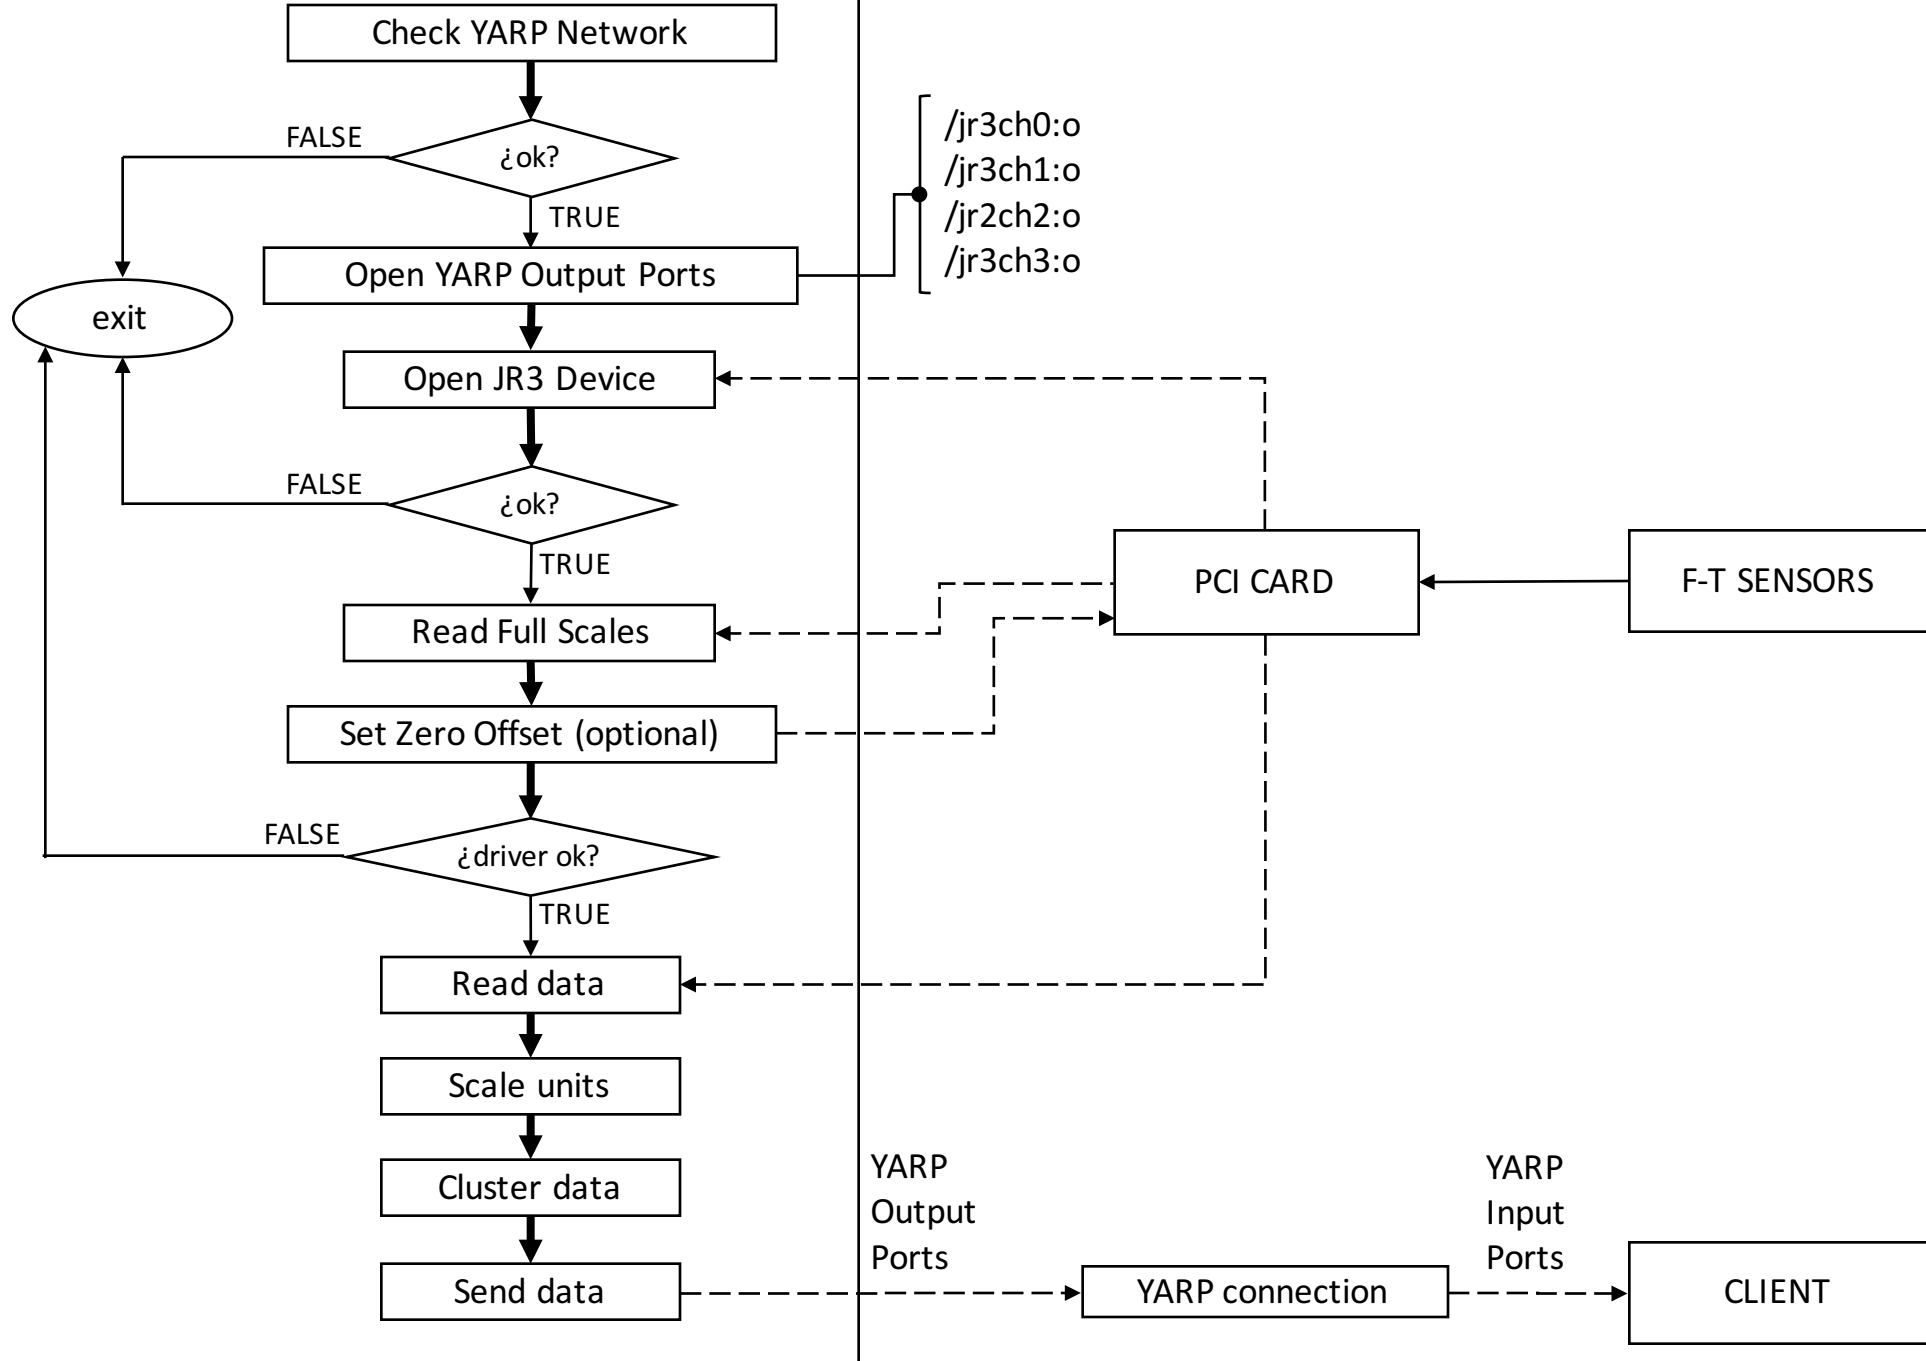 Check YARP Network
FALSE
¿ok?
TRUE
Open YARP Output Ports
/jr3ch0:o
/jr3ch1:o
/jr2ch2:o
/jr3ch3:o
exit
Open JR3 Device
FALSE
¿ok?
TRUE
PCI CARD
F-T SENSORS
Read Full Scales
Set Zero Offset (optional)
FALSE
¿driver ok?
TRUE
Read data
Scale units
Cluster data
Send data
YARP
Output
Ports
YARP connection
YARP
Input
Ports
CLIENT